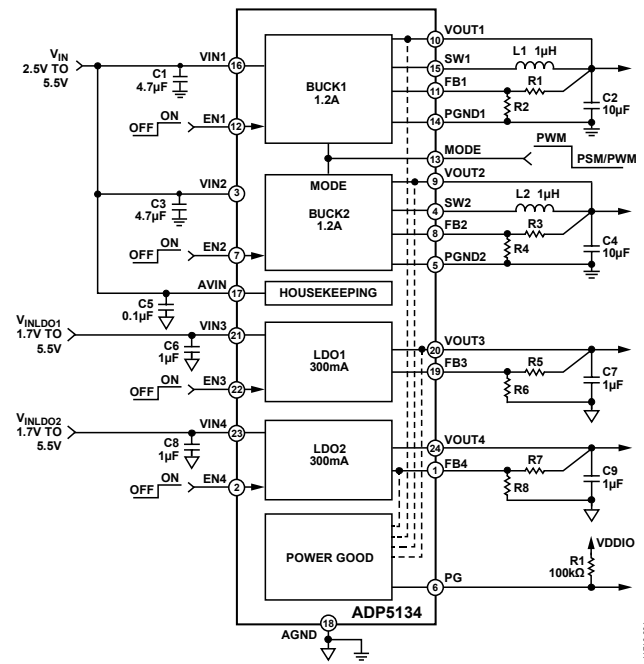 VIN
2.5V TO
5.5V
C1
4.7µF
VIN1
16
OFF
ON
EN1
12
BUCK1
1.2A
10
VOUT1
15
SW1
L1 1µH
11
FB1
R1
R2
14
PGND1
C2
10µF
13
MODE
PWM
PSM/PWM
VIN2
3
C3
4.7µF
OFF
ON
EN2
7
MODE
BUCK2
1.2A
9
VOUT2
4
SW2
L2 1µH
8
FB2
R3
R4
5
PGND2
C4
10µF
AVIN
17
C5
0.1µF
HOUSEKEEPING
VINLDO1
1.7V TO
5.5V
VIN3
21
C6
1µF
OFF
ON
EN3
22
LDO1
300mA
20
VOUT3
19
FB3
R5
R6
C7
1µF
VINLDO2
1.7V TO
5.5V
VIN4
23
C8
1µF
OFF
ON
EN4
2
LDO2
300mA
24
VOUT4
1
FB4
R7
R8
C9
1µF
POWER GOOD
VDDIO
R1
100kΩ
6
PG
ADP5134
18
AGND